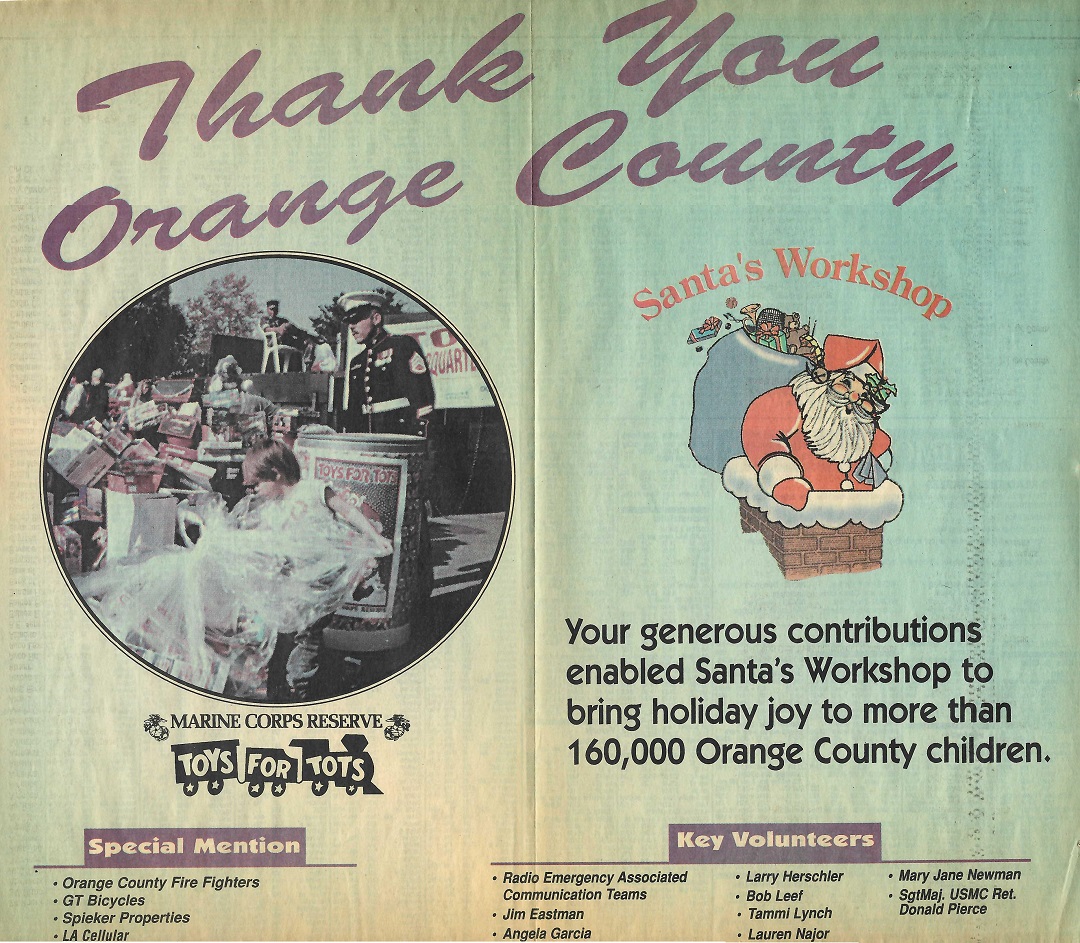 Thank You
Orange County
Santa's Workshop
TO
QUARTE
TOYS FOR TOTS
Your generous contributions
enabled Santa's Workshop to
bring holiday joy to more than
160,000 Orange County children.
MARINE CORPS RESERVE
TOYS FOR TOTS
Special Mention
• Orange County Fire Fighters
• GT Bicycles
• Spieker Properties
• LA Cellular
Key Volunteers
• Radio Emergency Associated
Communication Teams
• Jim Eastman
• Angela Garcia
• Larry Herschler
• Bob Leef
• Tammi Lynch
• Lauren Najor
• Mary Jane Newman
• SgtMaj. USMC Ret.
Donald Pierce